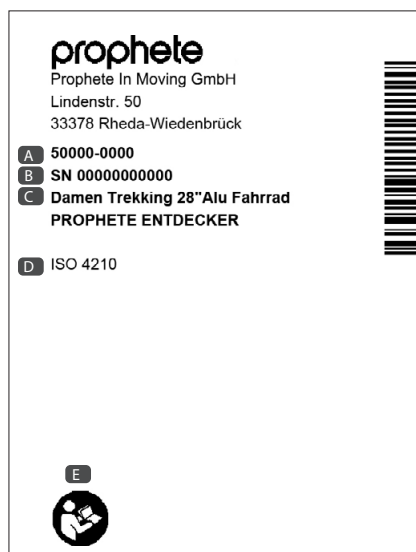 prophete
Prophete In Moving GmbH
Lindenstr. 50
33378 Rheda-Wiedenbrück
A 50000-0000
B SN 00000000000
C Damen Trekking 28"Alu Fahrrad
PROPHETE ENTDECKER
D ISO 4210
E